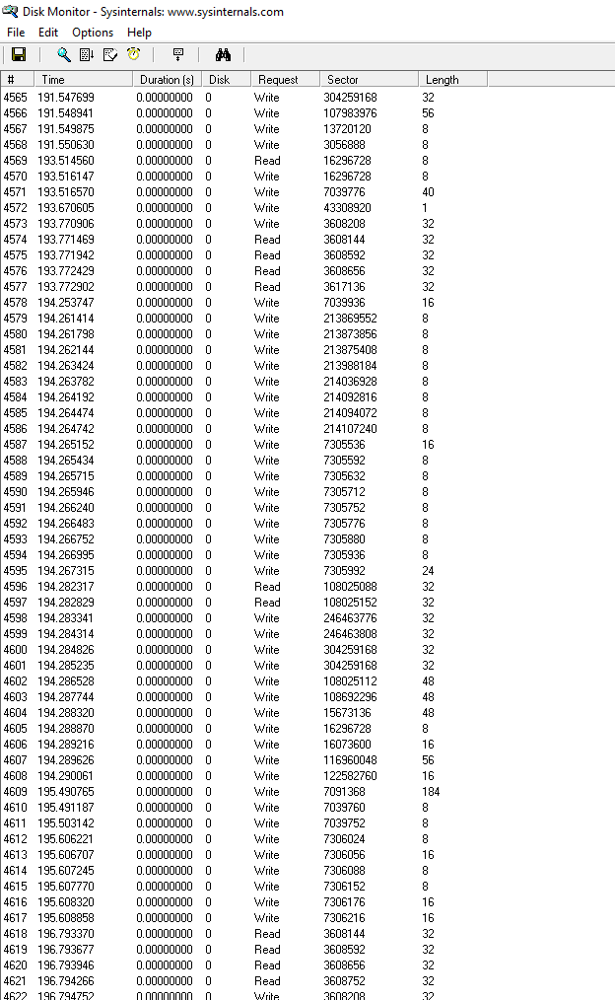 Disk Monitor - Sysinternals: www.sysinternals.com
File Edit Options Help
# Time Duration (s) Disk Request Sector Length
4565 191.547699 0.00000000 0 Write 304259168 32
4566 191.548941 0.00000000 0 Write 107983976 56
4567 191.549875 0.00000000 0 Write 13720120 8
4568 191.550630 0.00000000 0 Write 3056888 8
4569 193.514560 0.00000000 0 Read 16296728 8
4570 193.516147 0.00000000 0 Write 16296728 8
4571 193.516570 0.00000000 0 Write 7039776 40
4572 193.670605 0.00000000 0 Write 43308920 1
4573 193.770906 0.00000000 0 Write 3608208 32
4574 193.771469 0.00000000 0 Read 3608144 32
4575 193.771942 0.00000000 0 Read 3608592 32
4576 193.772429 0.00000000 0 Read 3608656 32
4577 193.772902 0.00000000 0 Read 3617136 32
4578 194.253747 0.00000000 0 Write 7039936 16
4579 194.261414 0.00000000 0 Write 213869552 8
4580 194.261798 0.00000000 0 Write 213873856 8
4581 194.262144 0.00000000 0 Write 213875408 8
4582 194.263424 0.00000000 0 Write 213988184 8
4583 194.263782 0.00000000 0 Write 214036928 8
4584 194.264192 0.00000000 0 Write 214092816 8
4585 194.264474 0.00000000 0 Write 214094072 8
4586 194.264742 0.00000000 0 Write 214107240 8
4587 194.265152 0.00000000 0 Write 7305536 16
4588 194.265434 0.00000000 0 Write 7305592 8
4589 194.265715 0.00000000 0 Write 7305632 8
4590 194.265946 0.00000000 0 Write 7305712 8
4591 194.266240 0.00000000 0 Write 7305752 8
4592 194.266483 0.00000000 0 Write 7305776 8
4593 194.266752 0.00000000 0 Write 7305880 8
4594 194.266995 0.00000000 0 Write 7305936 8
4595 194.267315 0.00000000 0 Write 7305992 24
4596 194.282317 0.00000000 0 Read 108025088 32
4597 194.282829 0.00000000 0 Read 108025152 32
4598 194.283341 0.00000000 0 Write 246463776 32
4599 194.284314 0.00000000 0 Write 246463808 32
4600 194.284826 0.00000000 0 Write 304259168 32
4601 194.285235 0.00000000 0 Write 304259168 32
4602 194.286528 0.00000000 0 Write 108025112 48
4603 194.287744 0.00000000 0 Write 108692296 48
4604 194.288320 0.00000000 0 Write 15673136 48
4605 194.288870 0.00000000 0 Write 16296728 8
4606 194.289216 0.00000000 0 Write 16073600 16
4607 194.289626 0.00000000 0 Write 116960048 56
4608 194.290061 0.00000000 0 Write 122582760 16
4609 195.490765 0.00000000 0 Write 7091368 184
4610 195.491187 0.00000000 0 Write 7039760 8
4611 195.503142 0.00000000 0 Write 7039752 8
4612 195.606221 0.00000000 0 Write 7306024 8
4613 195.606707 0.00000000 0 Write 7306056 16
4614 195.607245 0.00000000 0 Write 7306088 8
4615 195.607770 0.00000000 0 Write 7306152 8
4616 195.608320 0.00000000 0 Write 7306176 16
4617 195.608858 0.00000000 0 Write 7306216 16
4618 196.793370 0.00000000 0 Read 3608144 32
4619 196.793677 0.00000000 0 Read 3608592 32
4620 196.793946 0.00000000 0 Read 3608656 32
4621 196.794266 0.00000000 0 Read 3608752 32
4622 196.794752 0.00000000 0 Write 3608208 32